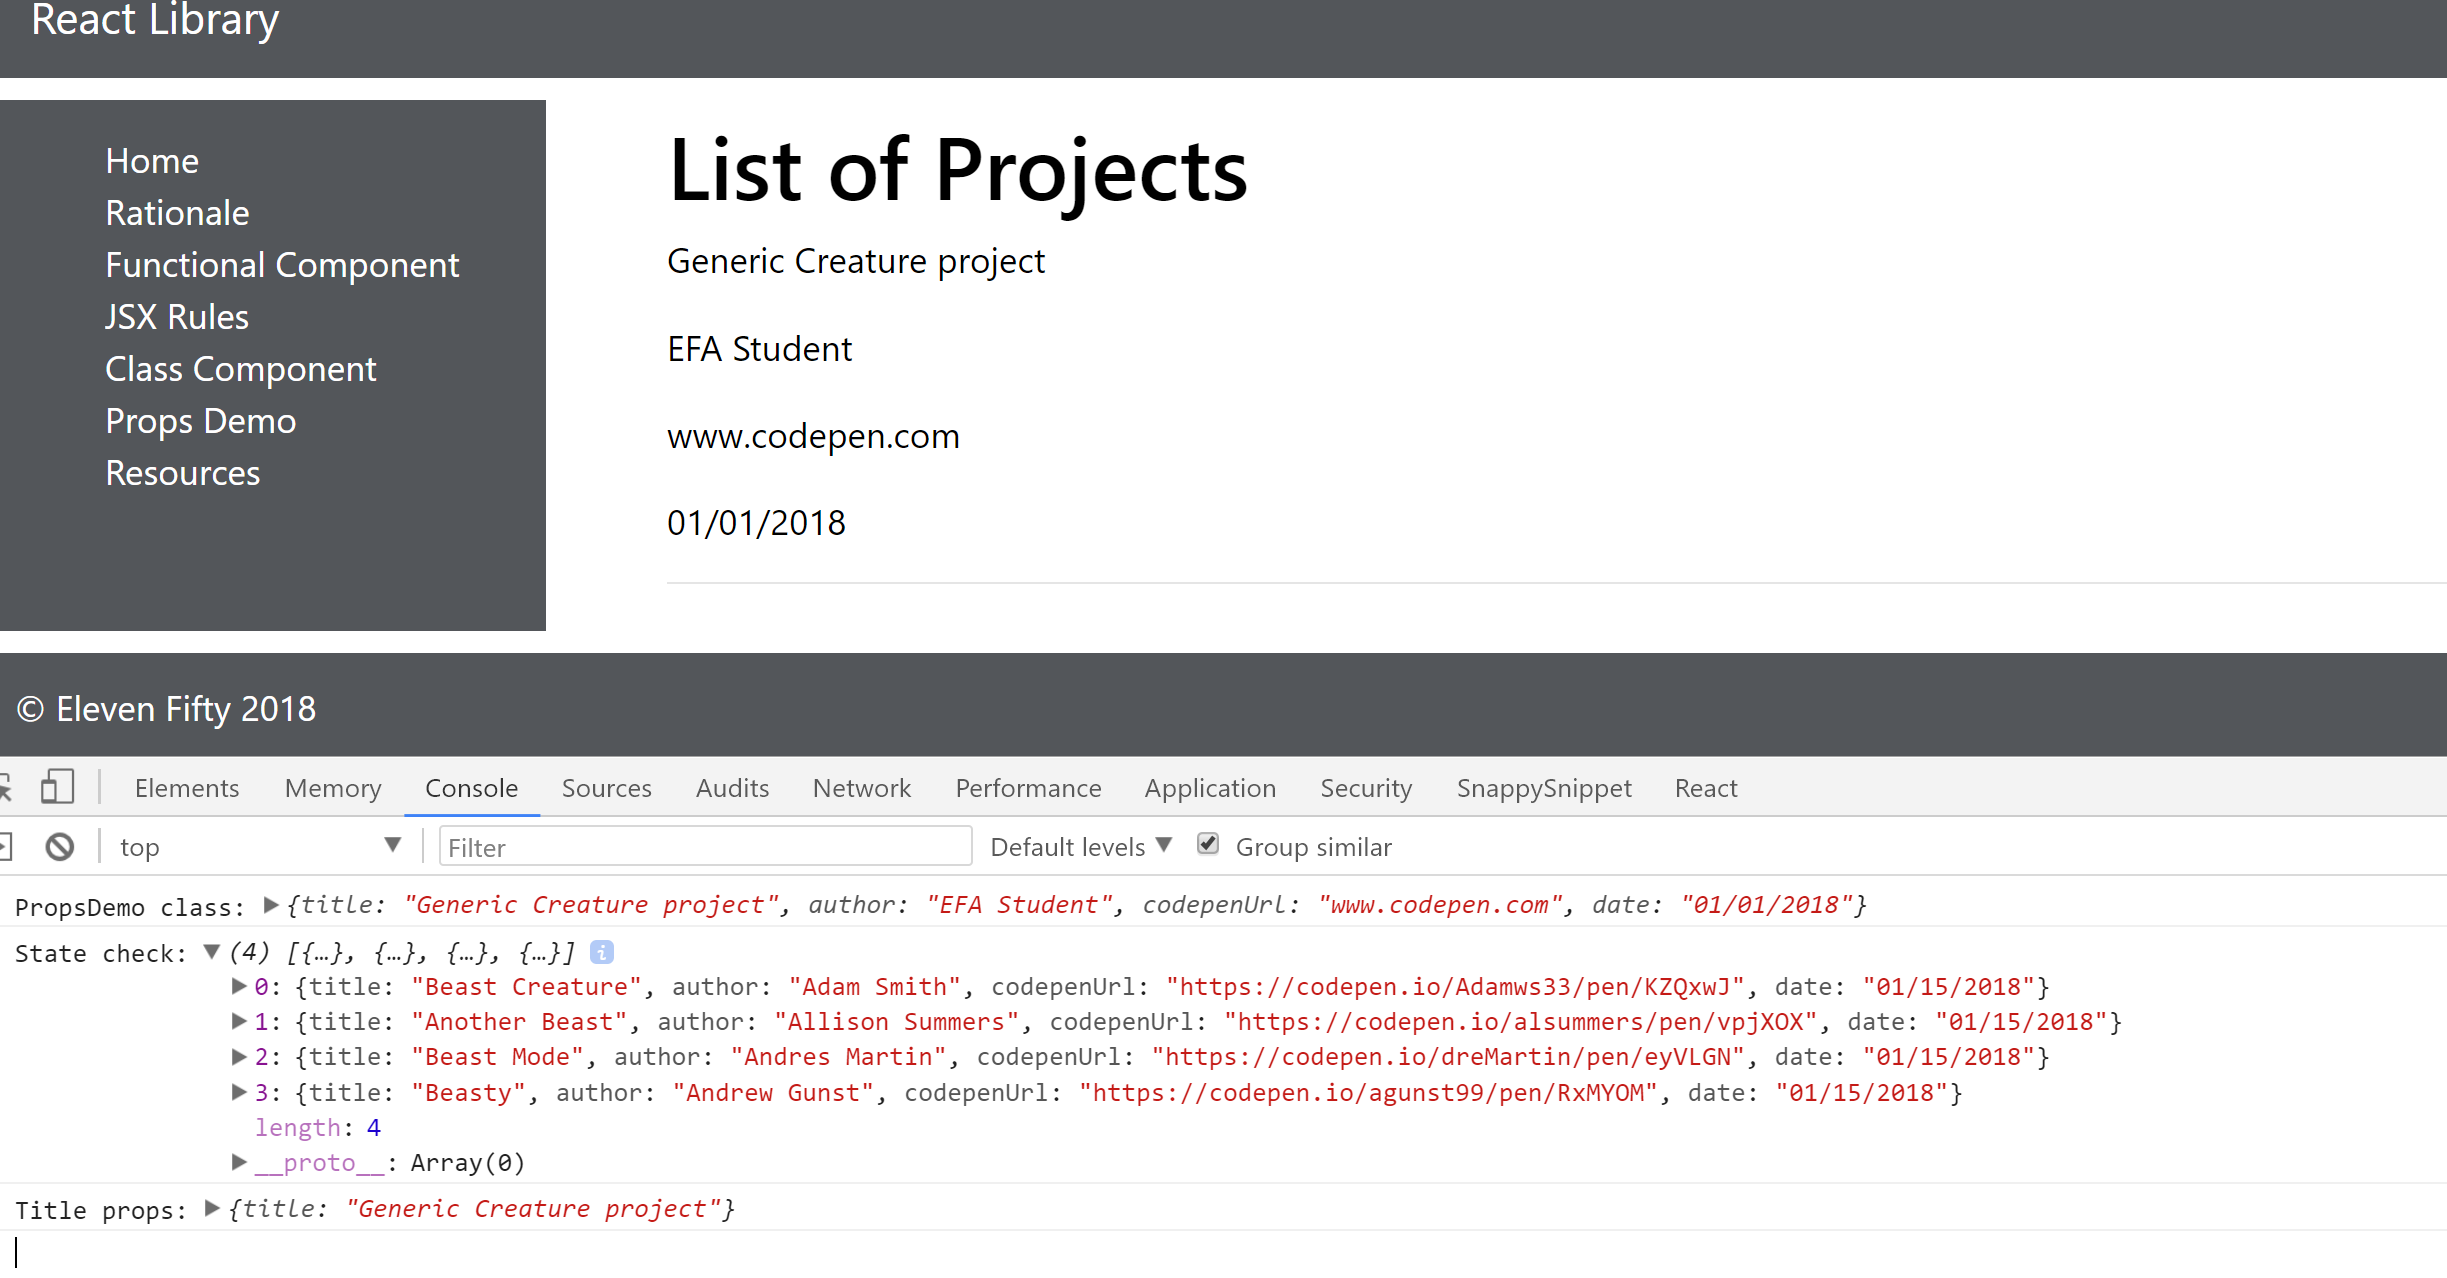 React Library
Home
Rationale
Functional Component
JSX Rules
Class Component
Props Demo
Resources
List of Projects
Generic Creature project
EFA Student
www.codepen.com
01/01/2018
© Eleven Fifty 2018
Elements Memory Console Sources Audits Network Performance Application Security SnappySnippet React
top Filter Default levels Group similar
PropsDemo class: {title: "Generic Creature project", author: "EFA Student", codepenUrl: "www.codepen.com", date: "01/01/2018"}
State check: (4) [{…}, {…}, {…}, {…}] i
0: {title: "Beast Creature", author: "Adam Smith", codepenUrl: "https://codepen.io/Adamws33/pen/KZQxwJ", date: "01/15/2018"}
1: {title: "Another Beast", author: "Allison Summers", codepenUrl: "https://codepen.io/alsummers/pen/vpjXOX", date: "01/15/2018"}
2: {title: "Beast Mode", author: "Andres Martin", codepenUrl: "https://codepen.io/dreMartin/pen/eyVLGN", date: "01/15/2018"}
3: {title: "Beasty", author: "Andrew Gunst", codepenUrl: "https://codepen.io/agunst99/pen/RxMYOM", date: "01/15/2018"}
length: 4
__proto__: Array(0)
Title props: {title: "Generic Creature project"}